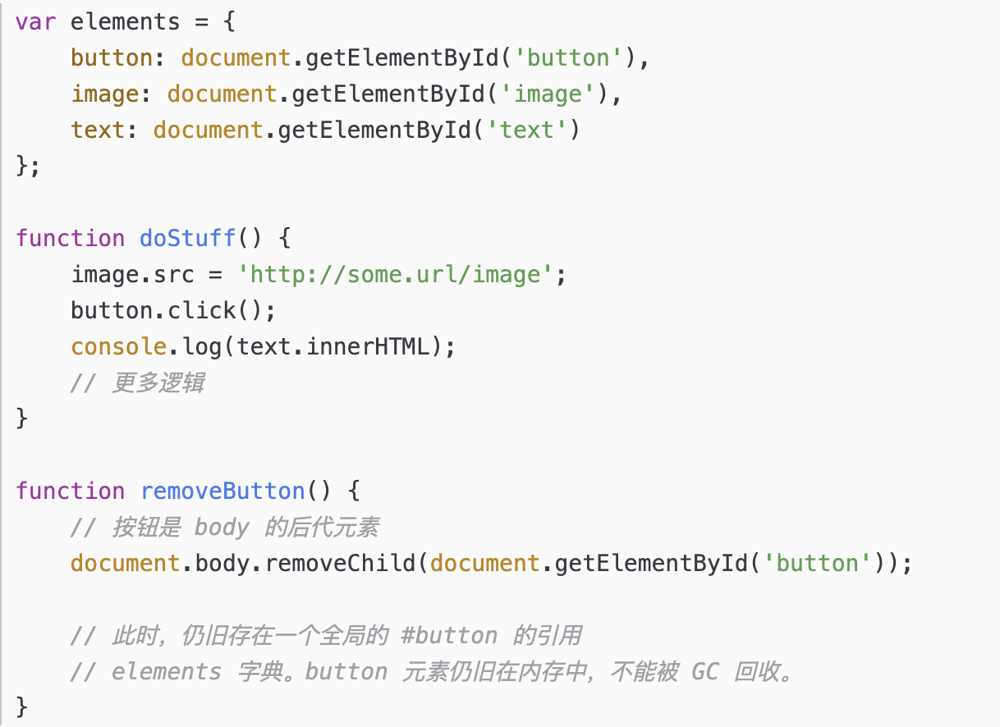 var elements = {
    button: document.getElementById('button'),
    image: document.getElementById('image'),
    text: document.getElementById('text')
};

function doStuff() {
    image.src = 'http://some.url/image';
    button.click();
    console.log(text.innerHTML);
    // 更多逻辑
}

function removeButton() {
    // 按钮是 body 的后代元素
    document.body.removeChild(document.getElementById('button'));

    // 此时，仍旧存在一个全局的 #button 的引用
    // elements 字典。button 元素仍旧在内存中，不能被 GC 回收。
}